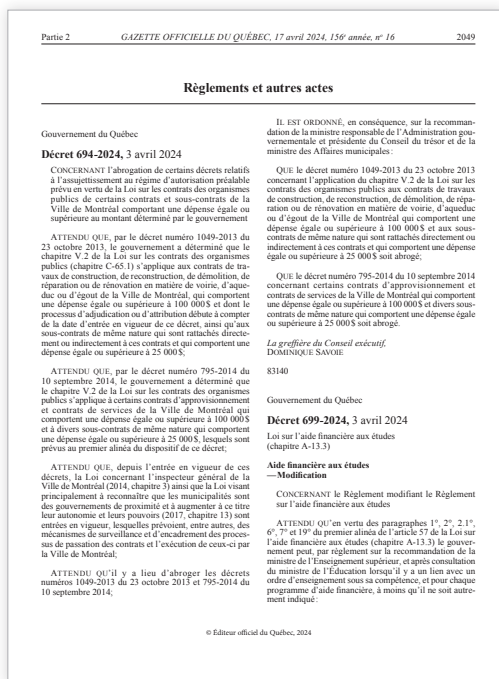 Partie 2
GAZETTE OFFICIELLE DU QUÉBEC, 17 avril 2024, 156e année, no 16
2049
Règlements et autres actes
Gouvernement du Québec
Décret 694-2024, 3 avril 2024
CONCERNANT l'abrogation de certains décrets relatifs
à l'assujettissement au régime d'autorisation préalable
prévu en vertu de la Loi sur les contrats des organismes
publics de certains contrats et sous-contrats de la
Ville de Montréal comportant une dépense égale ou
supérieure au montant déterminé par le gouvernement
ATTENDU QUE, par le décret numéro 1049-2013 du
23 octobre 2013, le gouvernement a déterminé que le
chapitre V.2 de la Loi sur les contrats des organismes
publics (chapitre C-65.1) s'applique aux contrats de tra-
vaux de construction, de reconstruction, de démolition, de
réparation ou de rénovation en matière de voirie, d'aque-
duc ou d'égout de la Ville de Montréal, qui comportent
une dépense égale ou supérieure à 100 000 $ et dont le
processus d'adjudication ou d'attribution débute à compter
de la date d'entrée en vigueur de ce décret, ainsi qu'aux
sous-contrats de même nature qui sont rattachés directe-
ment ou indirectement à ces contrats et qui comportent une
dépense égale ou supérieure à 25 000 $;
ATTENDU QUE, par le décret numéro 795-2014 du
10 septembre 2014, le gouvernement a déterminé que
le chapitre V.2 de la Loi sur les contrats des organismes
publics s'applique à certains contrats d'approvisionnement
et contrats de services de la Ville de Montréal qui
comportent une dépense égale ou supérieure à 100 000 $
et à divers sous-contrats de même nature qui comportent
une dépense égale ou supérieure à 25 000 $, lesquels sont
prévus au premier alinéa du dispositif de ce décret;
ATTENDU QUE, depuis l'entrée en vigueur de ces
décrets, la Loi concernant l'inspecteur général de la
Ville de Montréal (2014, chapitre 3) ainsi que la Loi visant
principalement à reconnaître que les municipalités sont
des gouvernements de proximité et à augmenter à ce titre
leur autonomie et leurs pouvoirs (2017, chapitre 13) sont
entrées en vigueur, lesquelles prévoient, entre autres, des
mécanismes de surveillance et d'encadrement des proces-
sus de passation des contrats et l'exécution de ceux-ci par
la Ville de Montréal;
ATTENDU QU'il y a lieu d'abroger les décrets
numéros 1049-2013 du 23 octobre 2013 et 795-2014 du
10 septembre 2014;
IL EST ORDONNÉ, en conséquence, sur la recomman-
dation de la ministre responsable de l'Administration gou-
vernementale et présidente du Conseil du trésor et de la
ministre des Affaires municipales:
QUE le décret numéro 1049-2013 du 23 octobre 2013
concernant l'application du chapitre V.2 de la Loi sur les
contrats des organismes publics aux contrats de travaux
de construction, de reconstruction, de démolition, de répa-
ration ou de rénovation en matière de voirie, d'aqueduc
ou d'égout de la Ville de Montréal qui comportent une
dépense égale ou supérieure à 100 000 $ et aux sous-
contrats de même nature qui sont rattachés directement ou
indirectement à ces contrats et qui comportent une dépense
égale ou supérieure à 25 000 $ soit abrogé;
QUE le décret numéro 795-2014 du 10 septembre 2014
concernant certains contrats d'approvisionnement et
contrats de services de la Ville de Montréal qui comportent
une dépense égale ou supérieure à 100 000 $ et divers sous-
contrats de même nature qui comportent une dépense égale
ou supérieure à 25 000 $ soit abrogé.
La greffière du Conseil exécutif,
DOMINIQUE SAVOIE
83140
Gouvernement du Québec
Décret 699-2024, 3 avril 2024
Loi sur l'aide financière aux études
(chapitre A-13.3)
Aide financière aux études
—Modification
CONCERNANT le Règlement modifiant le Règlement
sur l'aide financière aux études
ATTENDU QU'en vertu des paragraphes 1°, 2°, 2.1°,
6°, 7° et 19° du premier alinéa de l'article 57 de la Loi sur
l'aide financière aux études (chapitre A-13.3) le gouver-
nement peut, par règlement sur la recommandation de la
ministre de l'Enseignement supérieur, et après consultation
du ministre de l'Éducation lorsqu'il y a un lien avec un
ordre d'enseignement sous sa compétence, et pour chaque
programme d'aide financière, à moins qu'il ne soit autre-
ment indiqué:
© Éditeur officiel du Québec, 2024